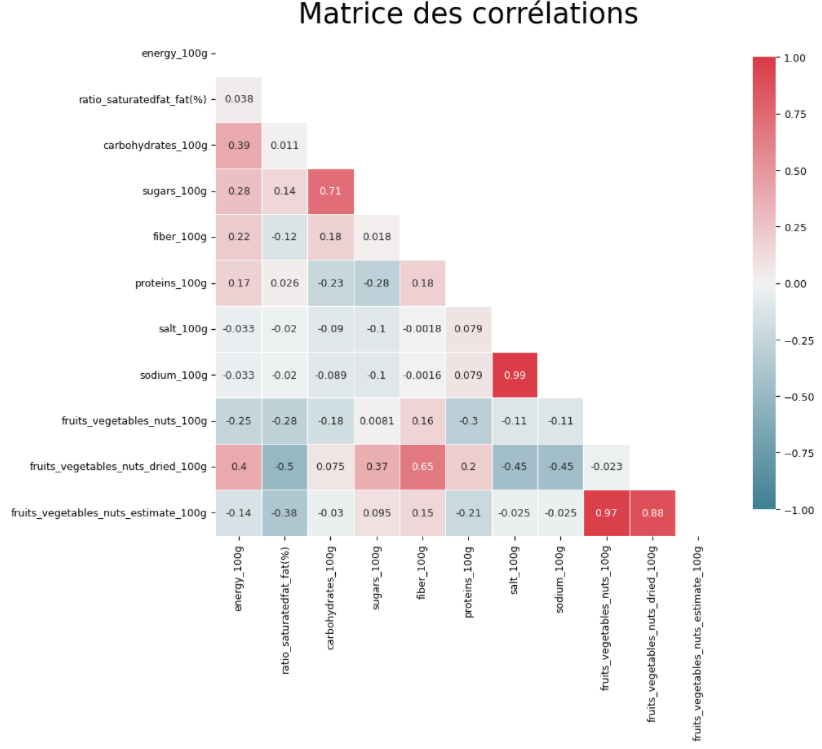 Matrice des corrélations
energy_100g
ratio_saturatedfat_fat(%) 0.038
carbohydrates_100g 0.39 0.011
sugars_100g 0.28 0.14 0.71
fiber_100g 0.22 -0.12 0.18 0.018
proteins_100g 0.17 0.026 -0.23 -0.28 0.18
salt_100g -0.033 -0.02 -0.09 -0.1 -0.0018 0.079
sodium_100g -0.033 -0.02 -0.089 -0.1 -0.0016 0.079 0.99
fruits_vegetables_nuts_100g -0.25 -0.28 -0.18 0.0081 0.16 -0.3 -0.11 -0.11
fruits_vegetables_nuts_dried_100g 0.4 -0.5 0.075 0.37 0.65 0.2 -0.45 -0.45 -0.023
fruits_vegetables_nuts_estimate_100g -0.14 -0.38 -0.03 0.095 0.15 -0.21 -0.025 -0.025 0.97 0.88
energy_100g
ratio_saturatedfat_fat(%)
carbohydrates_100g
sugars_100g
fiber_100g
proteins_100g
salt_100g
sodium_100g
fruits_vegetables_nuts_100g
fruits_vegetables_nuts_dried_100g
fruits_vegetables_nuts_estimate_100g
1.00
0.75
0.50
0.25
0.00
−0.25
−0.50
−0.75
−1.00